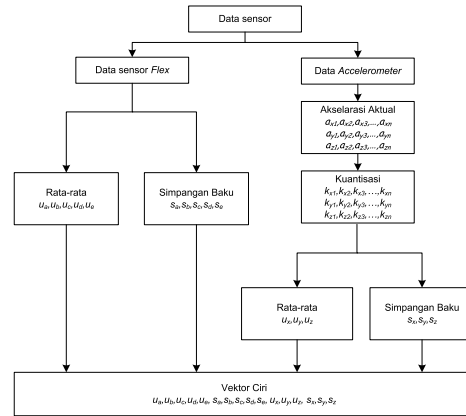 Data sensor
Data sensor Flex
Data Accelerometer
Akselarasi Aktual
ax1,ax2,ax3,...,axn
ay1,ay2,ay3,...,ayn
az1,az2,az3,...,azn
Rata-rata
ua,ub,uc,ud,ue
Simpangan Baku
sa,sb,sc,sd,se
Kuantisasi
kx1,kx2,kx3,...,kxn
ky1,ky2,ky3,...,kyn
kz1,kz2,kz3,...,kzn
Rata-rata
ux,uy,uz
Simpangan Baku
sx,sy,sz
Vektor Ciri
ua,ub,uc,ud,ue, sa,sb,sc,sd,se, ux,uy,uz, sx,sy,sz